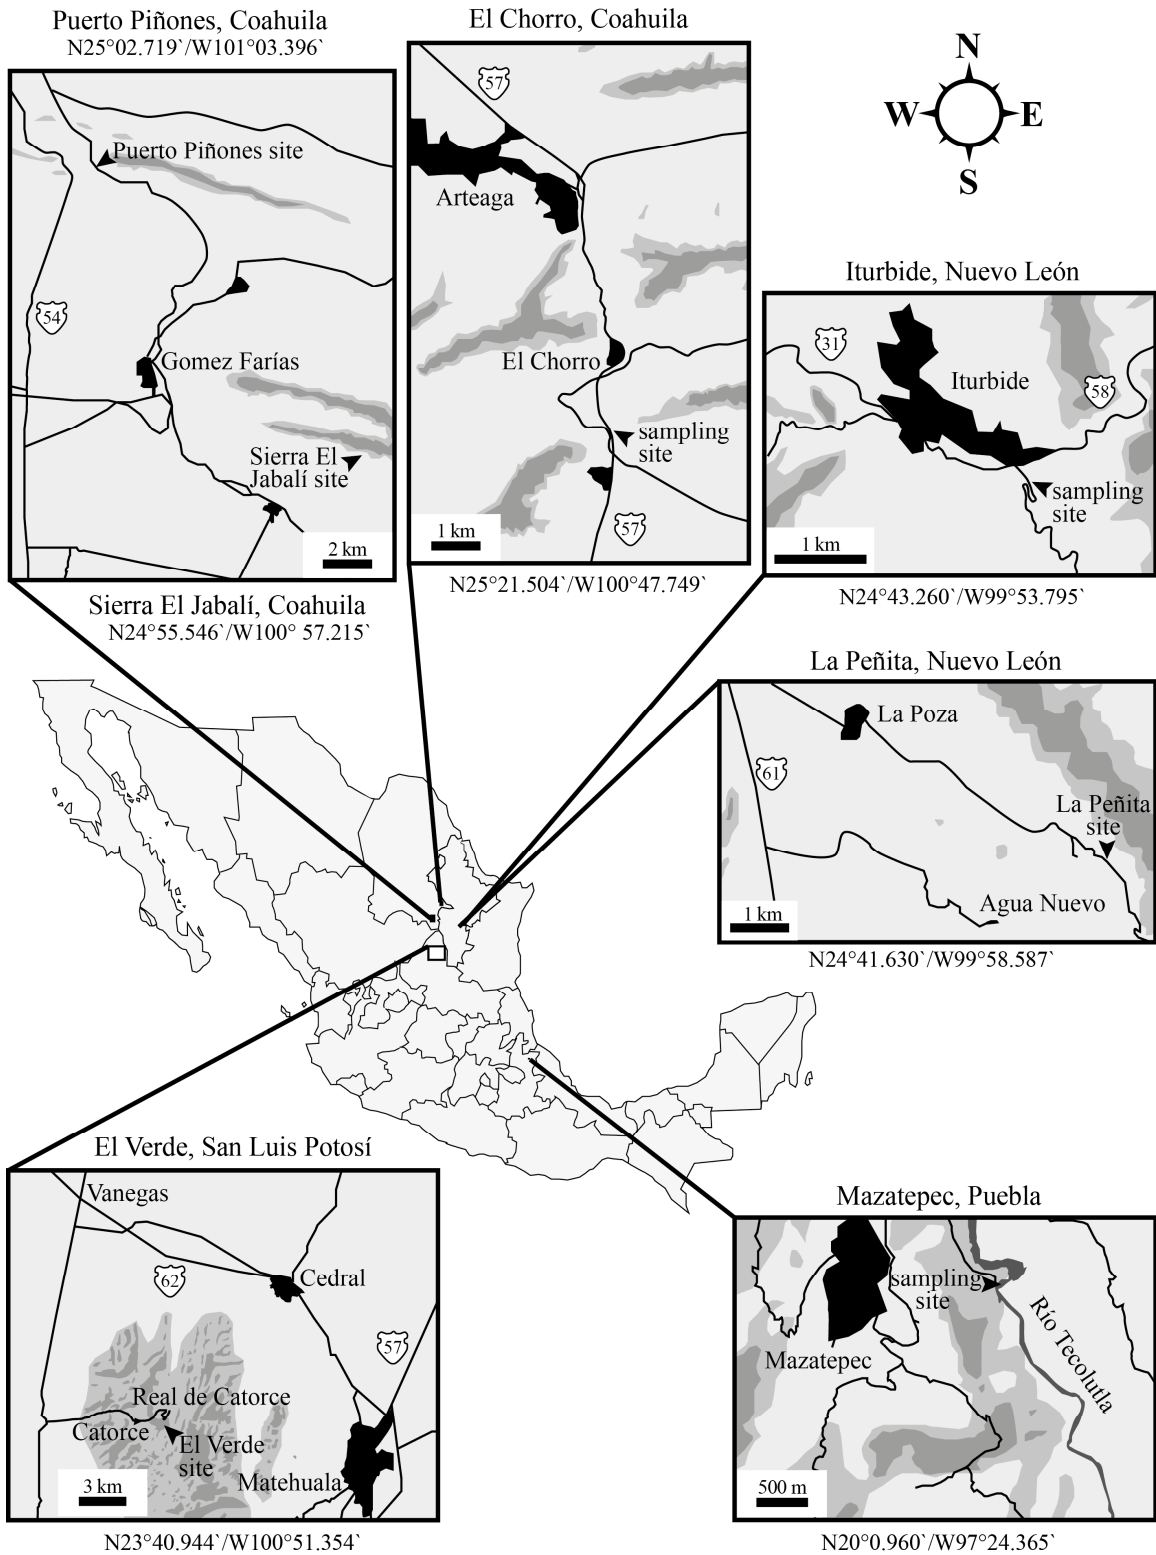 Puerto Piñones, Coahuila
N25°02.719`/W101°03.396`
Puerto Piñones site
54
Gomez Farías
Sierra El
Jabalí site
2 km
Sierra El Jabalí, Coahuila
N24°55.546`/W100° 57.215`
El Chorro, Coahuila
57
Arteaga
El Chorro
sampling
site
57
1 km
N25°21.504`/W100°47.749`
N
W
E
S
Iturbide, Nuevo León
31
Iturbide
58
sampling
site
1 km
N24°43.260`/W99°53.795`
La Peñita, Nuevo León
La Poza
61
La Peñita
site
Agua Nuevo
1 km
N24°41.630`/W99°58.587`
El Verde, San Luis Potosí
Vanegas
62
Cedral
57
Real de Catorce
Catorce
El Verde
site
Matehuala
3 km
N23°40.944`/W100°51.354`
Mazatepec, Puebla
sampling
site
Río Tecolutla
Mazatepec
500 m
N20°0.960`/W97°24.365`